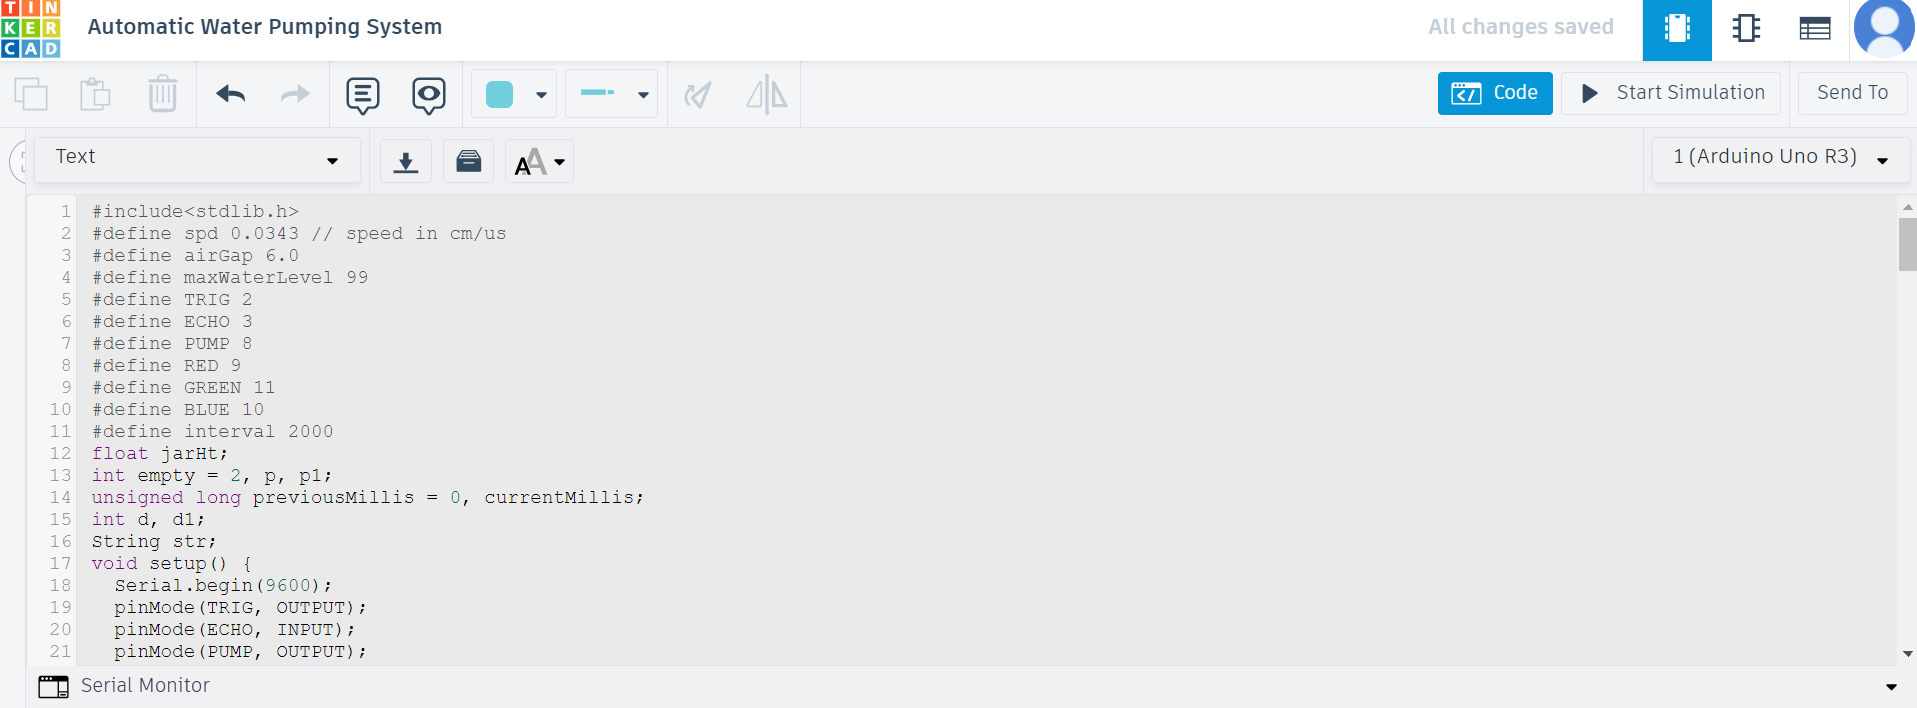 TIN
KER
CAD
Automatic Water Pumping System
All changes saved
Code
Start Simulation
Send To
Text
AA
1 (Arduino Uno R3)
1 #include<stdlib.h>
2 #define spd 0.0343 // speed in cm/us
3 #define airGap 6.0
4 #define maxWaterLevel 99
5 #define TRIG 2
6 #define ECHO 3
7 #define PUMP 8
8 #define RED 9
9 #define GREEN 11
10 #define BLUE 10
11 #define interval 2000
12 float jarHt;
13 int empty = 2, p, p1;
14 unsigned long previousMillis = 0, currentMillis;
15 int d, d1;
16 String str;
17 void setup() {
18   Serial.begin(9600);
19   pinMode(TRIG, OUTPUT);
20   pinMode(ECHO, INPUT);
21   pinMode(PUMP, OUTPUT);
Serial Monitor